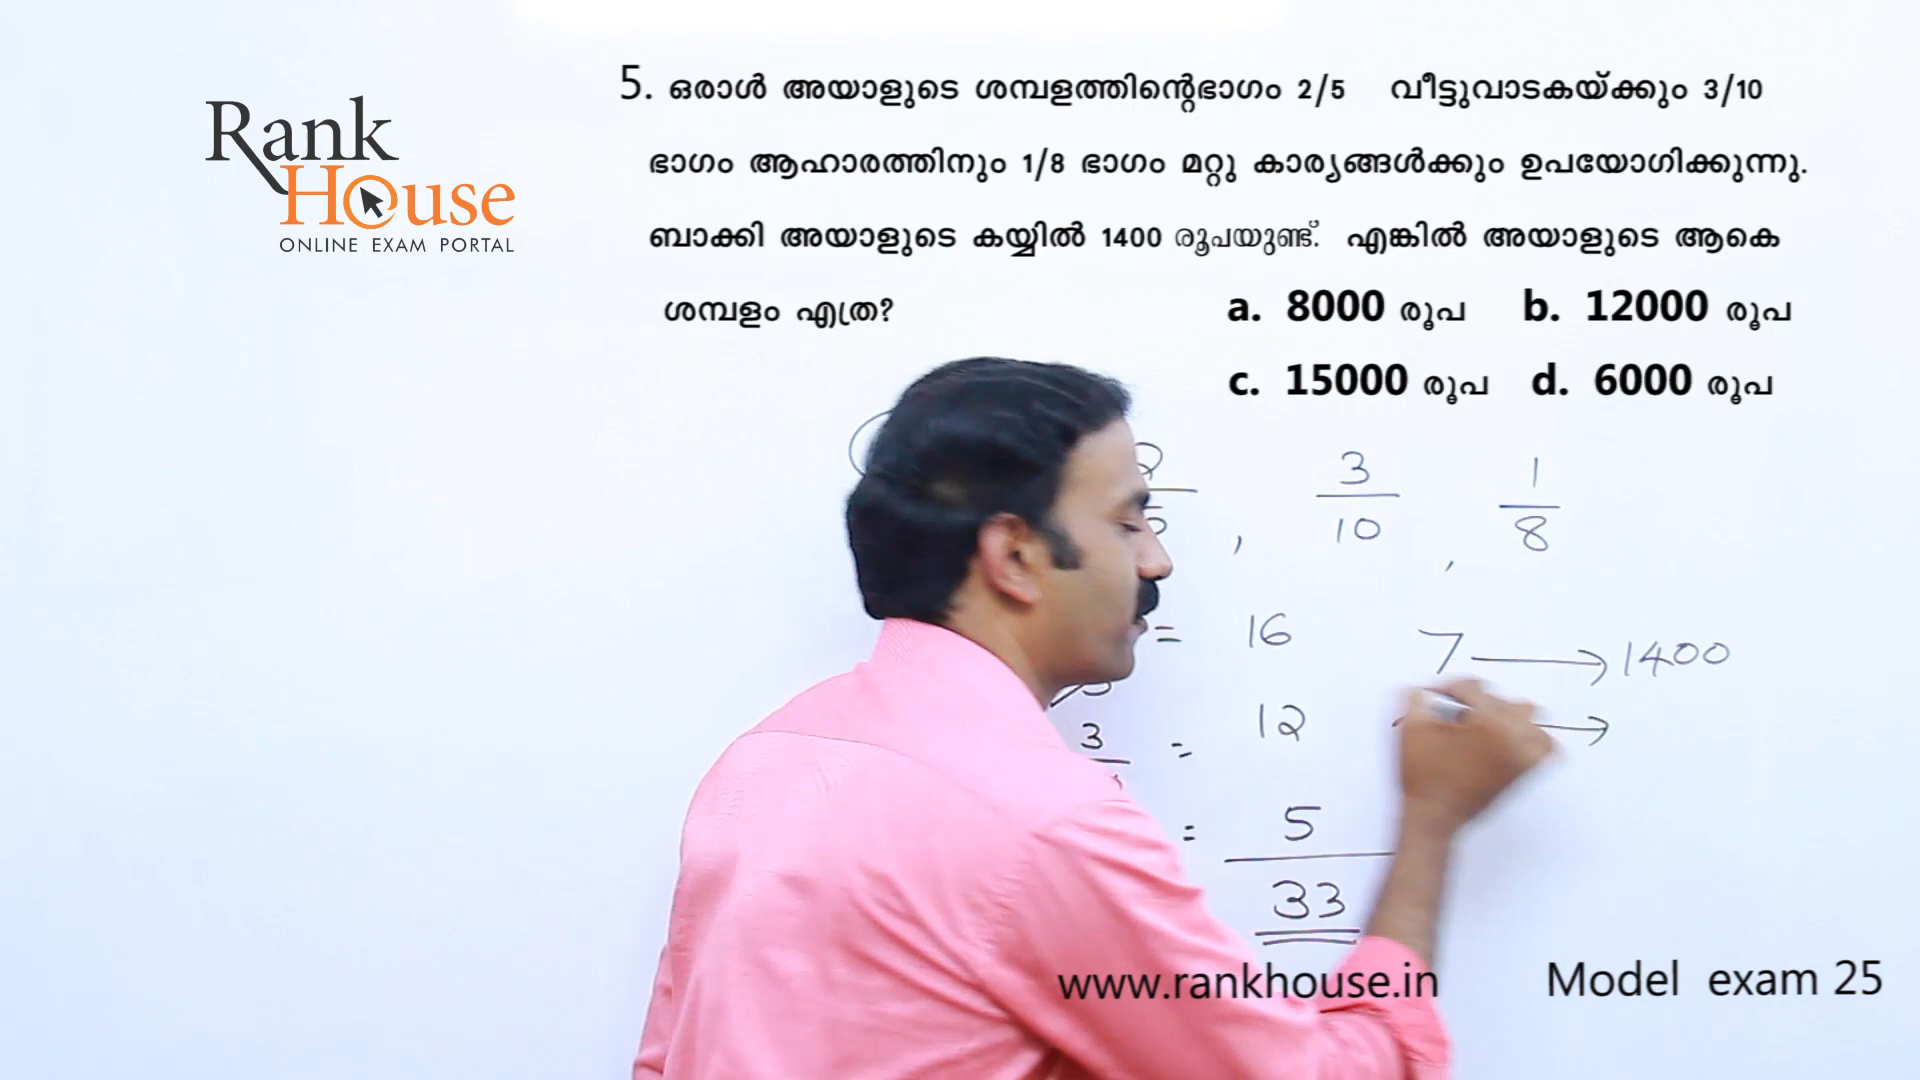 Rank
House
ONLINE EXAM PORTAL
5. ഒരാൾ അയാളുടെ ശമ്പളത്തിന്റെഭാഗം 2/5 വീട്ടുവാടകയ്ക്കും 3/10
ഭാഗം ആഹാരത്തിനും 1/8 ഭാഗം മറ്റു കാര്യങ്ങൾക്കും ഉപയോഗിക്കുന്നു.
ബാക്കി അയാളുടെ കയ്യിൽ 1400 രൂപയുണ്ട്. എങ്കിൽ അയാളുടെ ആകെ
ശമ്പളം എത്ര?
a. 8000 രൂപ b. 12000 രൂപ
c. 15000 രൂപ d. 6000 രൂപ
, 3/10 , 1/8
= 16
7 → 1400
3 = 12
→
= 5
33
www.rankhouse.in
Model exam 25